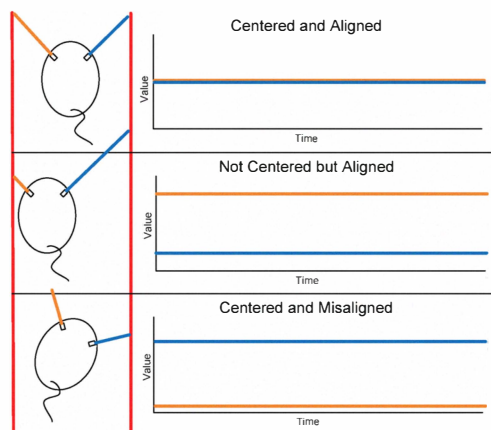 Centered and Aligned
Value
Time
Not Centered but Aligned
Value
Time
Centered and Misaligned
Value
Time